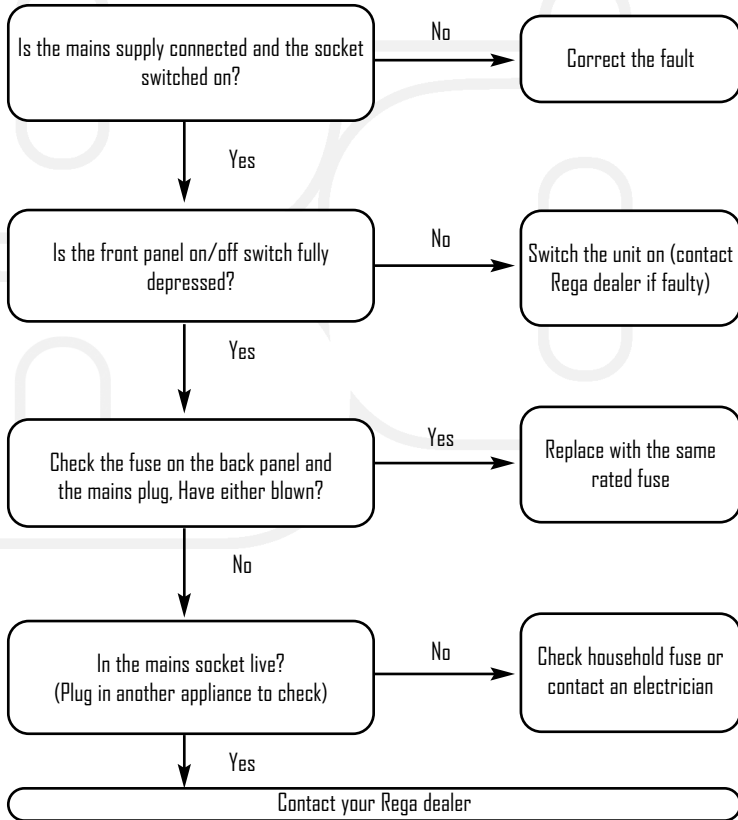 Is the mains supply connected and the socket
switched on?
No
Correct the fault
Yes
Is the front panel on/off switch fully
depressed?
No
Switch the unit on (contact
Rega dealer if faulty)
Yes
Check the fuse on the back panel and
the mains plug, Have either blown?
Yes
Replace with the same
rated fuse
No
In the mains socket live?
(Plug in another appliance to check)
No
Check household fuse or
contact an electrician
Yes
Contact your Rega dealer